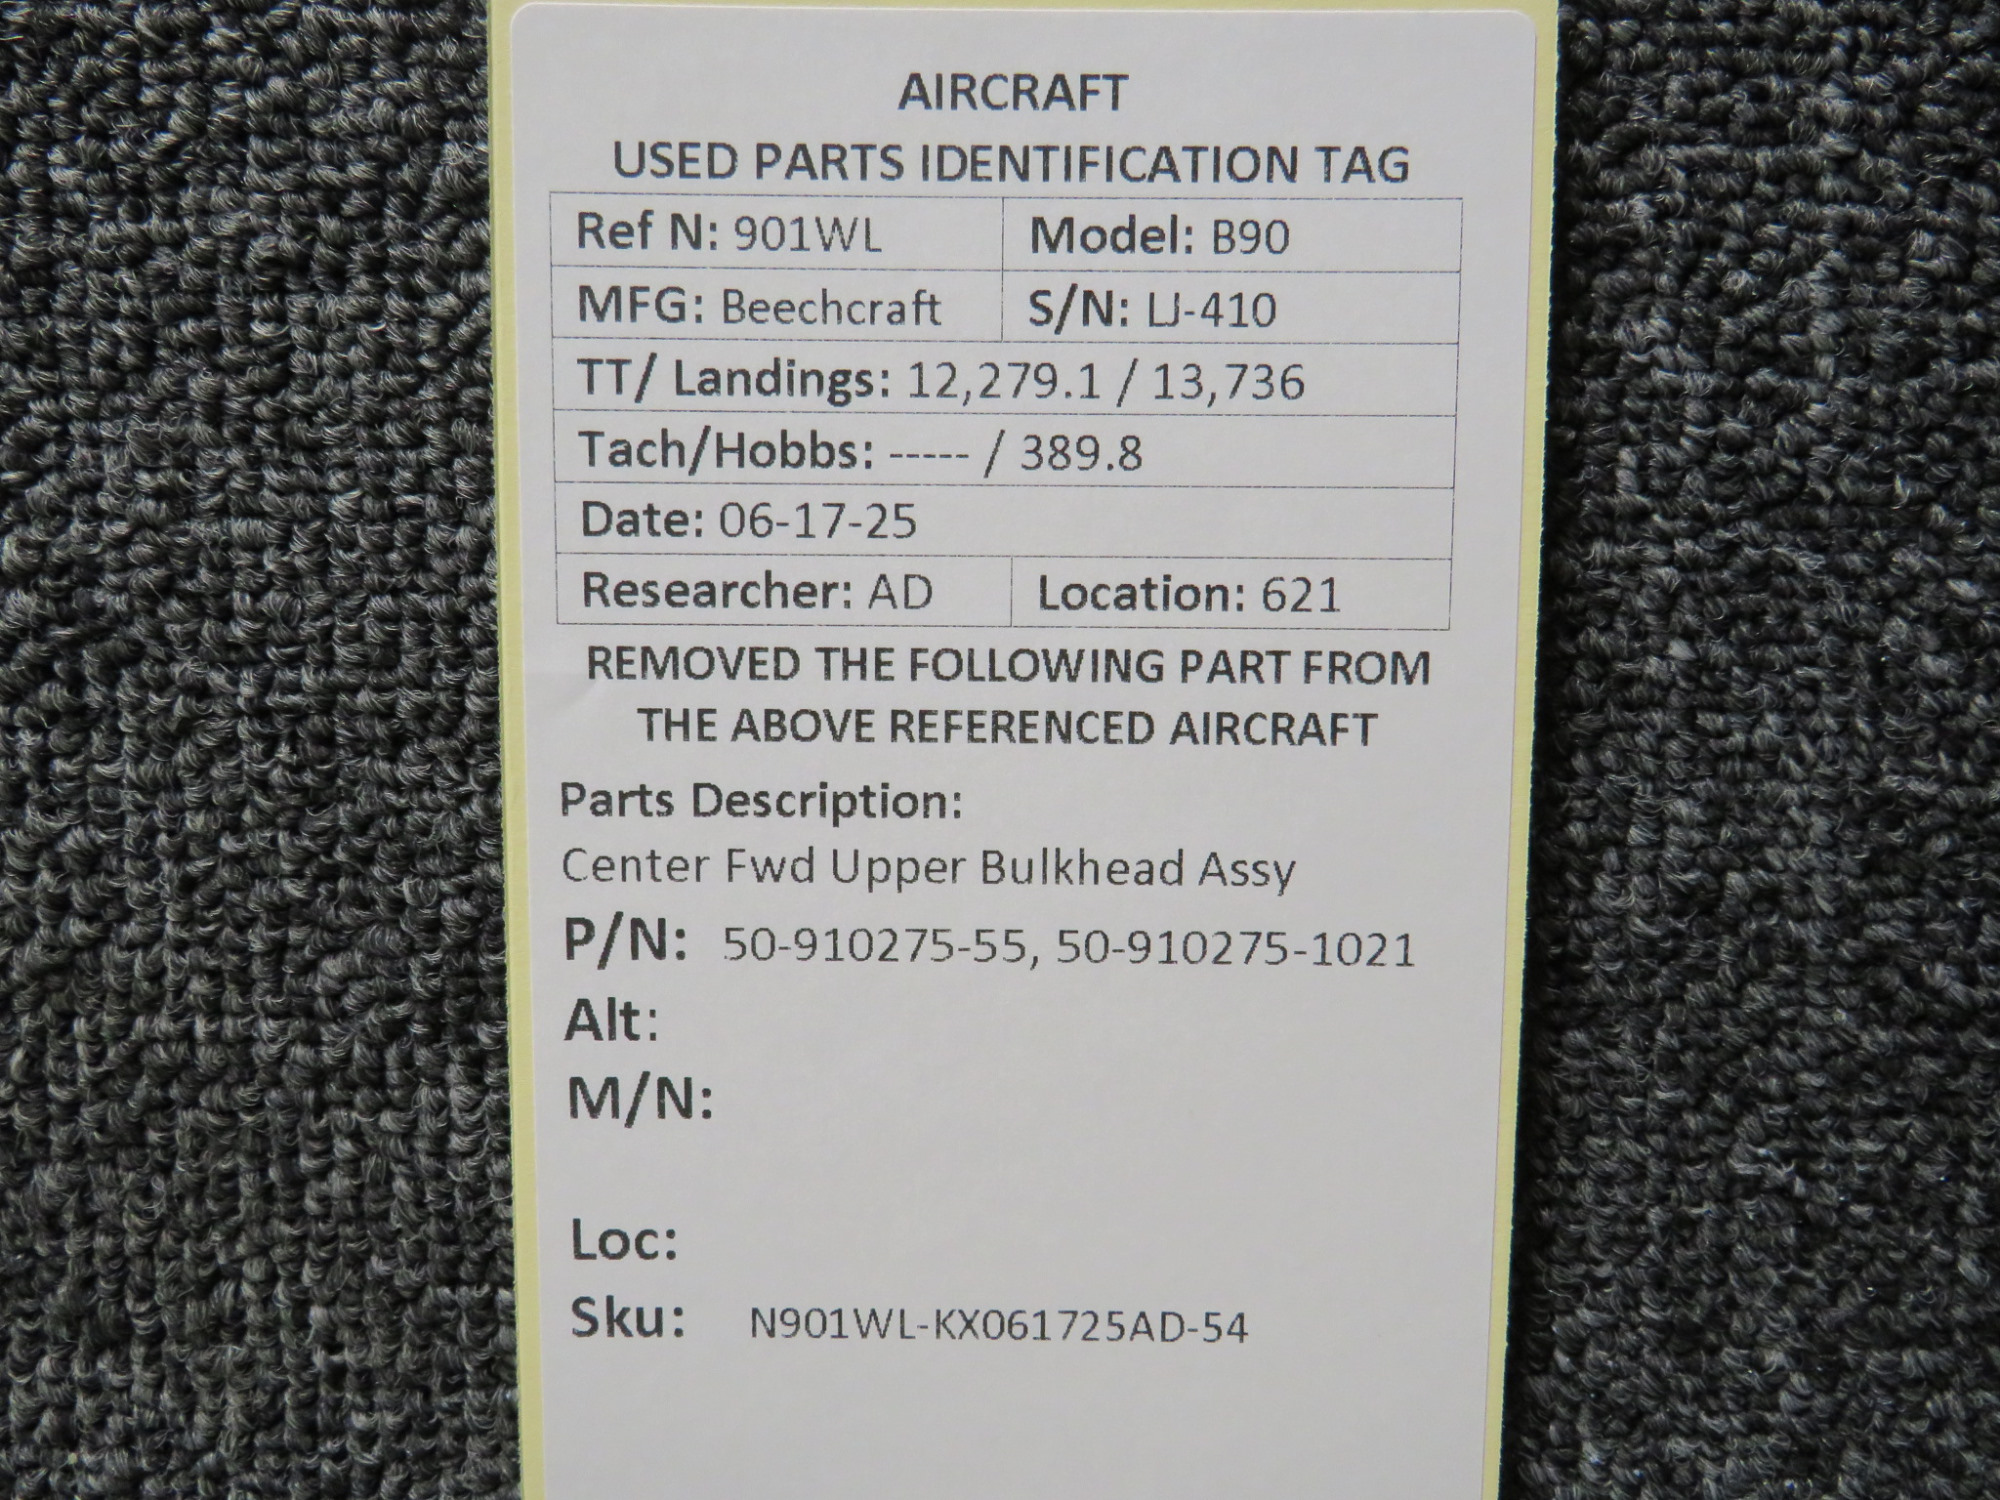 AIRCRAFT
USED PARTS IDENTIFICATION TAG
Ref N: 901WL Model: B90
MFG: Beechcraft S/N: LJ-410
TT/ Landings: 12,279.1 / 13,736
Tach/Hobbs: ----- / 389.8
Date: 06-17-25
Researcher: AD Location: 621
REMOVED THE FOLLOWING PART FROM
THE ABOVE REFERENCED AIRCRAFT
Parts Description:
Center Fwd Upper Bulkhead Assy
P/N: 50-910275-55, 50-910275-1021
Alt:
M/N:
Loc:
Sku: N901WL-KX061725AD-54